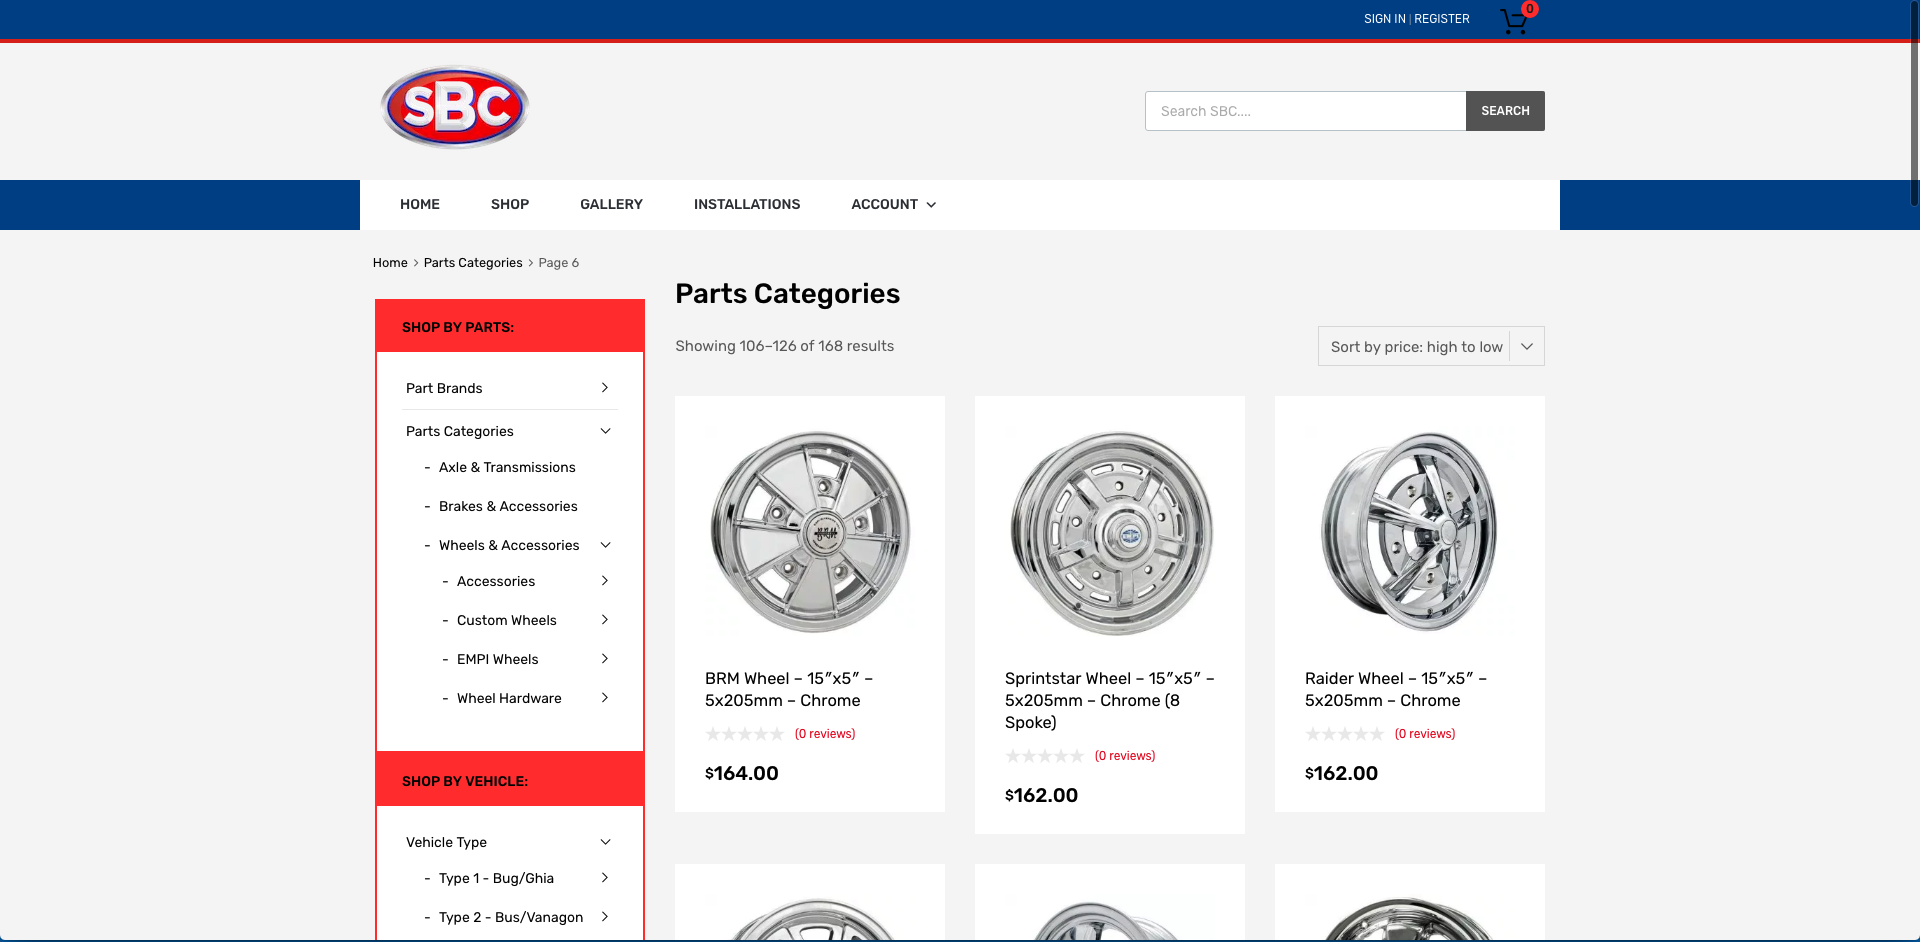 SIGN IN | REGISTER
0
SBC
Search SBC....
SEARCH
HOME
SHOP
GALLERY
INSTALLATIONS
ACCOUNT
Home > Parts Categories > Page 6
Parts Categories
SHOP BY PARTS:
Showing 106–126 of 168 results
Sort by price: high to low
Part Brands
Parts Categories
- Axle & Transmissions
- Brakes & Accessories
- Wheels & Accessories
- Accessories
- Custom Wheels
- EMPI Wheels
- Wheel Hardware
SHOP BY VEHICLE:
Vehicle Type
- Type 1 - Bug/Ghia
- Type 2 - Bus/Vanagon
BRM Wheel – 15″x5″ –
5x205mm – Chrome
(0 reviews)
$164.00
Sprintstar Wheel – 15″x5″ –
5x205mm – Chrome (8
Spoke)
(0 reviews)
$162.00
Raider Wheel – 15″x5″ –
5x205mm – Chrome
(0 reviews)
$162.00